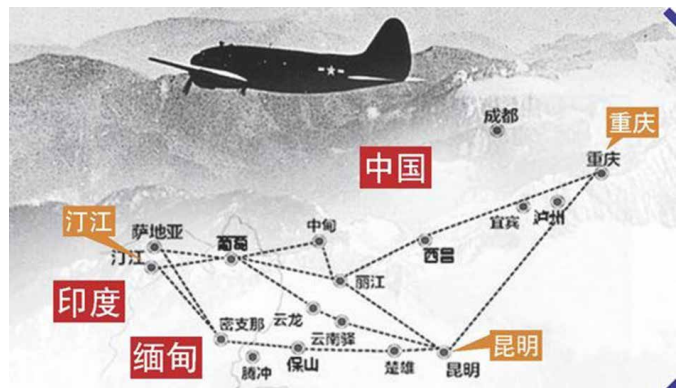 成都
重庆
中国
重庆
汀江
萨地亚
葡萄
中甸
宜宾
泸州
汀江
西昌
丽江
印度
密支那
云龙
云南驿
昆明
缅甸
腾冲
保山
楚雄
昆明